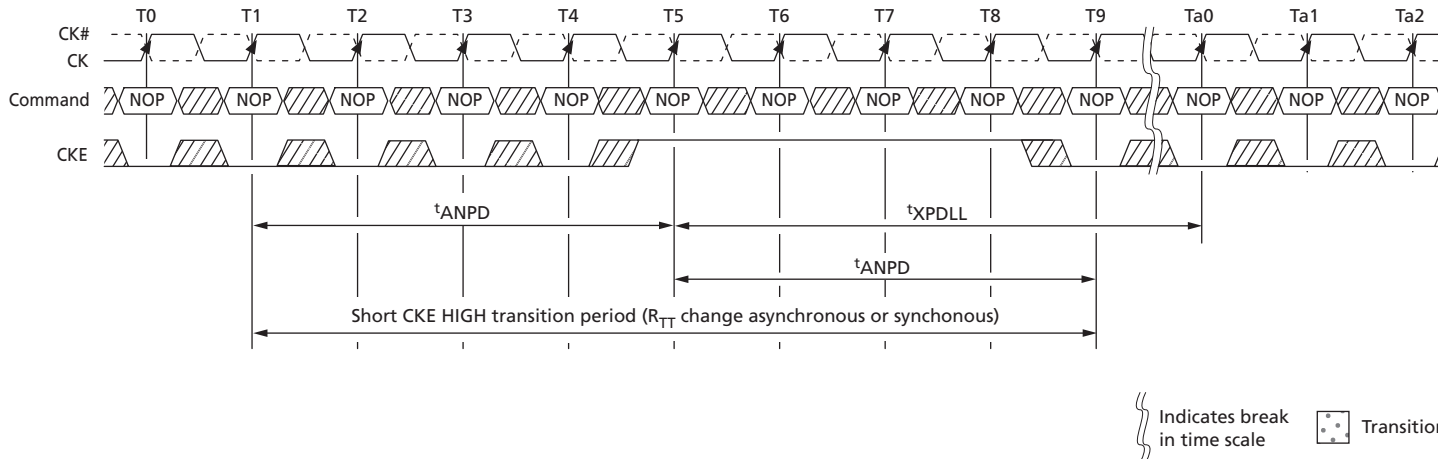 T0 T1 T2 T3 T4 T5 T6 T7 T8 T9 Ta0 Ta1 Ta2
CK#
CK
Command NOP NOP NOP NOP NOP NOP NOP NOP NOP NOP NOP NOP NOP
CKE
tANPD tXPDLL
tANPD
Short CKE HIGH transition period (RTT change asynchronous or synchonous)
Indicates break
in time scale
Transition